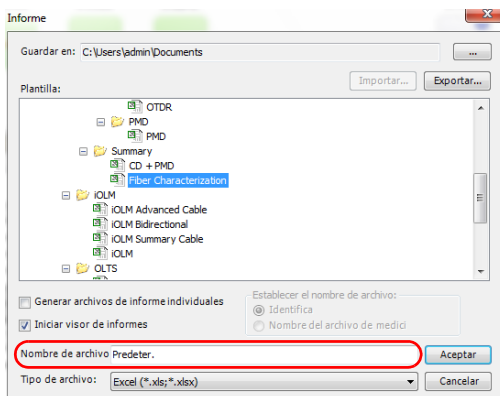 Informe
Guardar en: C:\Users\admin\Documents ...
Plantilla: Importar... Exportar...
OTDR
PMD
PMD
Summary
CD + PMD
Fiber Characterization
iOLM
iOLM Advanced Cable
iOLM Bidirectional
iOLM Summary Cable
iOLM
OLTS
Generar archivos de informe individuales
Iniciar visor de informes
Establecer el nombre de archivo:
Identifica
Nombre del archivo de medici
Nombre de archivo Predeter. Aceptar
Tipo de archivo: Excel (*.xls;*.xlsx) Cancelar